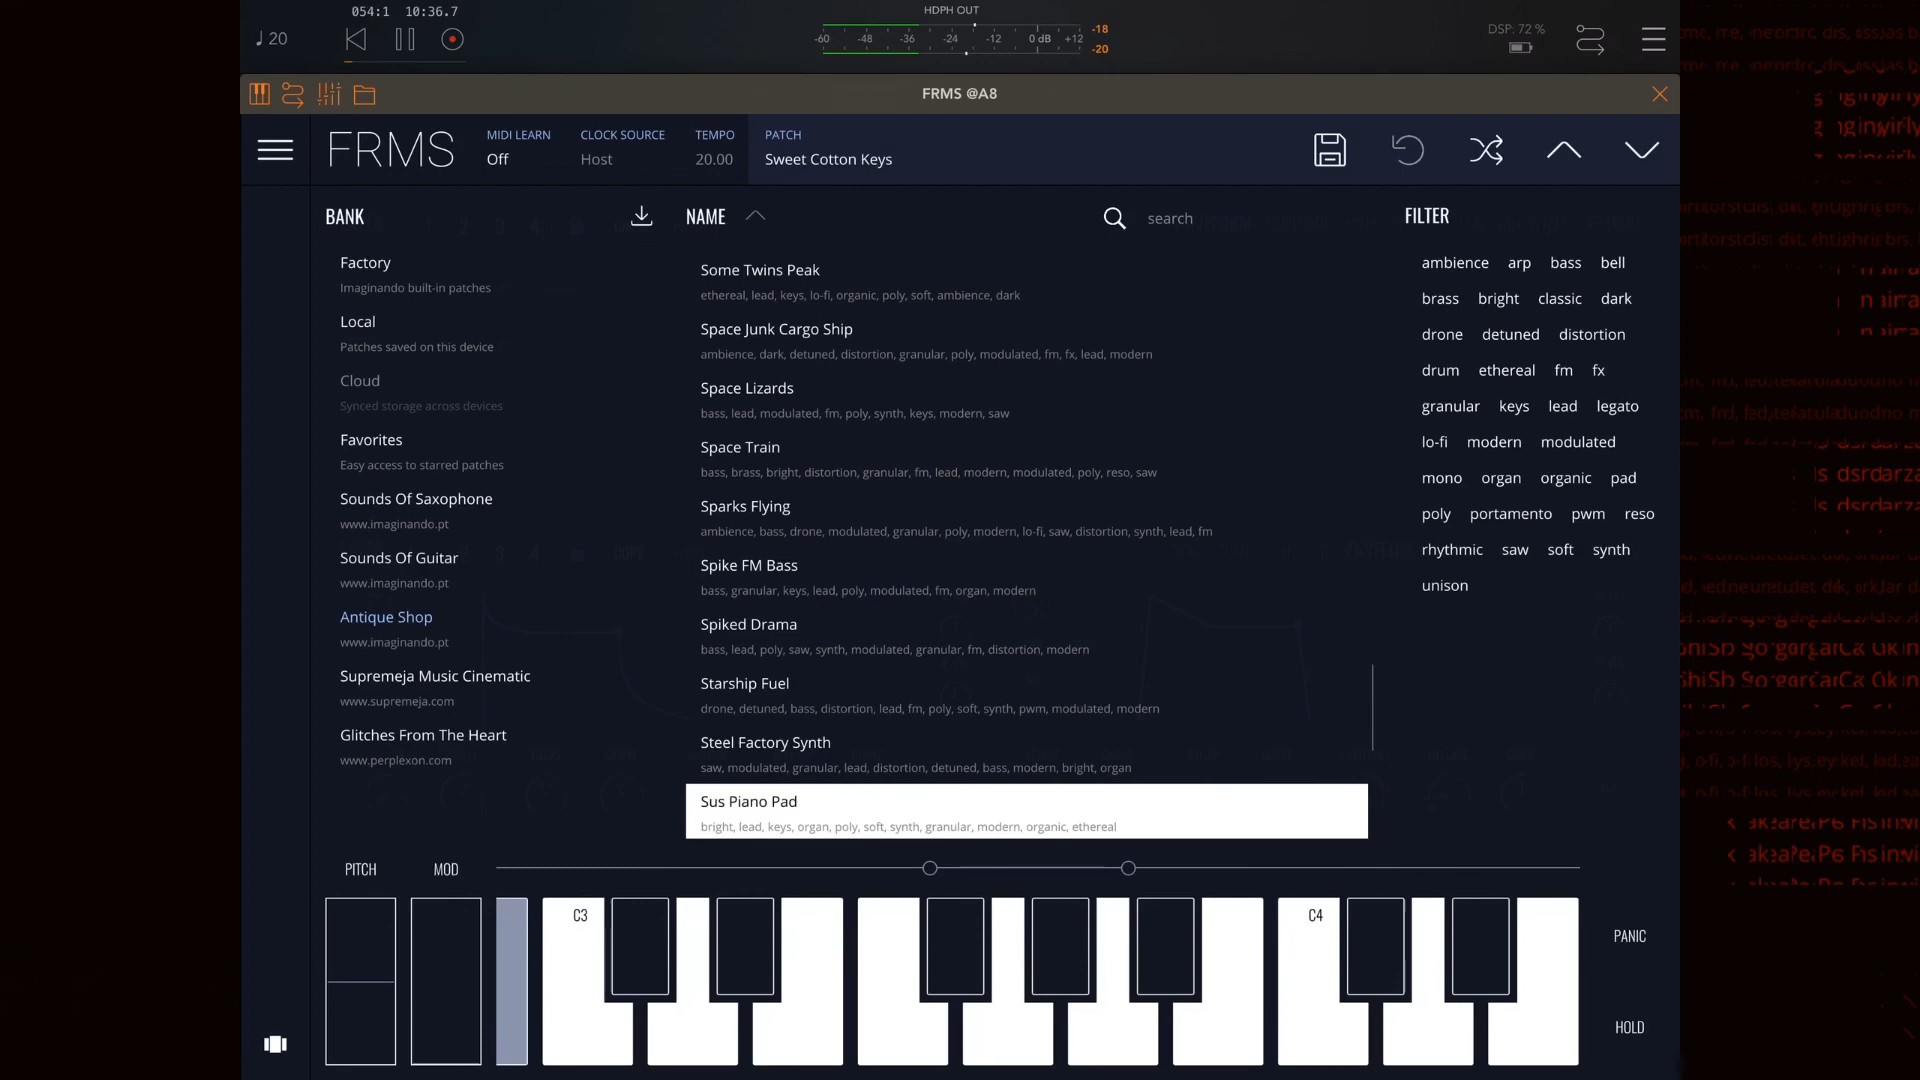 054:1 10:36.7
HDPH OUT
20
-60 -48 -36 -24 -12 0 dB +12
-18
-20
DSP: 72 %
FRMS @A8
FRMS
MIDI LEARN
Off
CLOCK SOURCE
Host
TEMPO
20.00
PATCH
Sweet Cotton Keys
BANK
Factory
Imaginando built-in patches
Local
Patches saved on this device
Cloud
Synced storage across devices
Favorites
Easy access to starred patches
Sounds Of Saxophone
www.imaginando.pt
Sounds Of Guitar
www.imaginando.pt
Antique Shop
www.imaginando.pt
Supremeja Music Cinematic
www.supremeja.com
Glitches From The Heart
www.perplexon.com
NAME
search
Some Twins Peak
ethereal, lead, keys, lo-fi, organic, poly, soft, ambience, dark
Space Junk Cargo Ship
ambience, dark, detuned, distortion, granular, poly, modulated, fm, fx, lead, modern
Space Lizards
bass, lead, modulated, fm, poly, synth, keys, modern, saw
Space Train
bass, brass, bright, distortion, granular, fm, lead, modern, modulated, poly, reso, saw
Sparks Flying
ambience, bass, drone, modulated, granular, poly, modern, lo-fi, saw, distortion, synth, lead, fm
Spike FM Bass
bass, granular, keys, lead, poly, modulated, fm, organ, modern
Spiked Drama
bass, lead, poly, saw, synth, modulated, granular, fm, distortion, modern
Starship Fuel
drone, detuned, bass, distortion, lead, fm, poly, soft, synth, pwm, modulated, modern
Steel Factory Synth
saw, modulated, granular, lead, distortion, detuned, bass, modern, bright, organ
Sus Piano Pad
bright, lead, keys, organ, poly, soft, synth, granular, modern, organic, ethereal
FILTER
ambience arp bass bell
brass bright classic dark
drone detuned distortion
drum ethereal fm fx
granular keys lead legato
lo-fi modern modulated
mono organ organic pad
poly portamento pwm reso
rhythmic saw soft synth
unison
PITCH
MOD
C3
C4
PANIC
HOLD